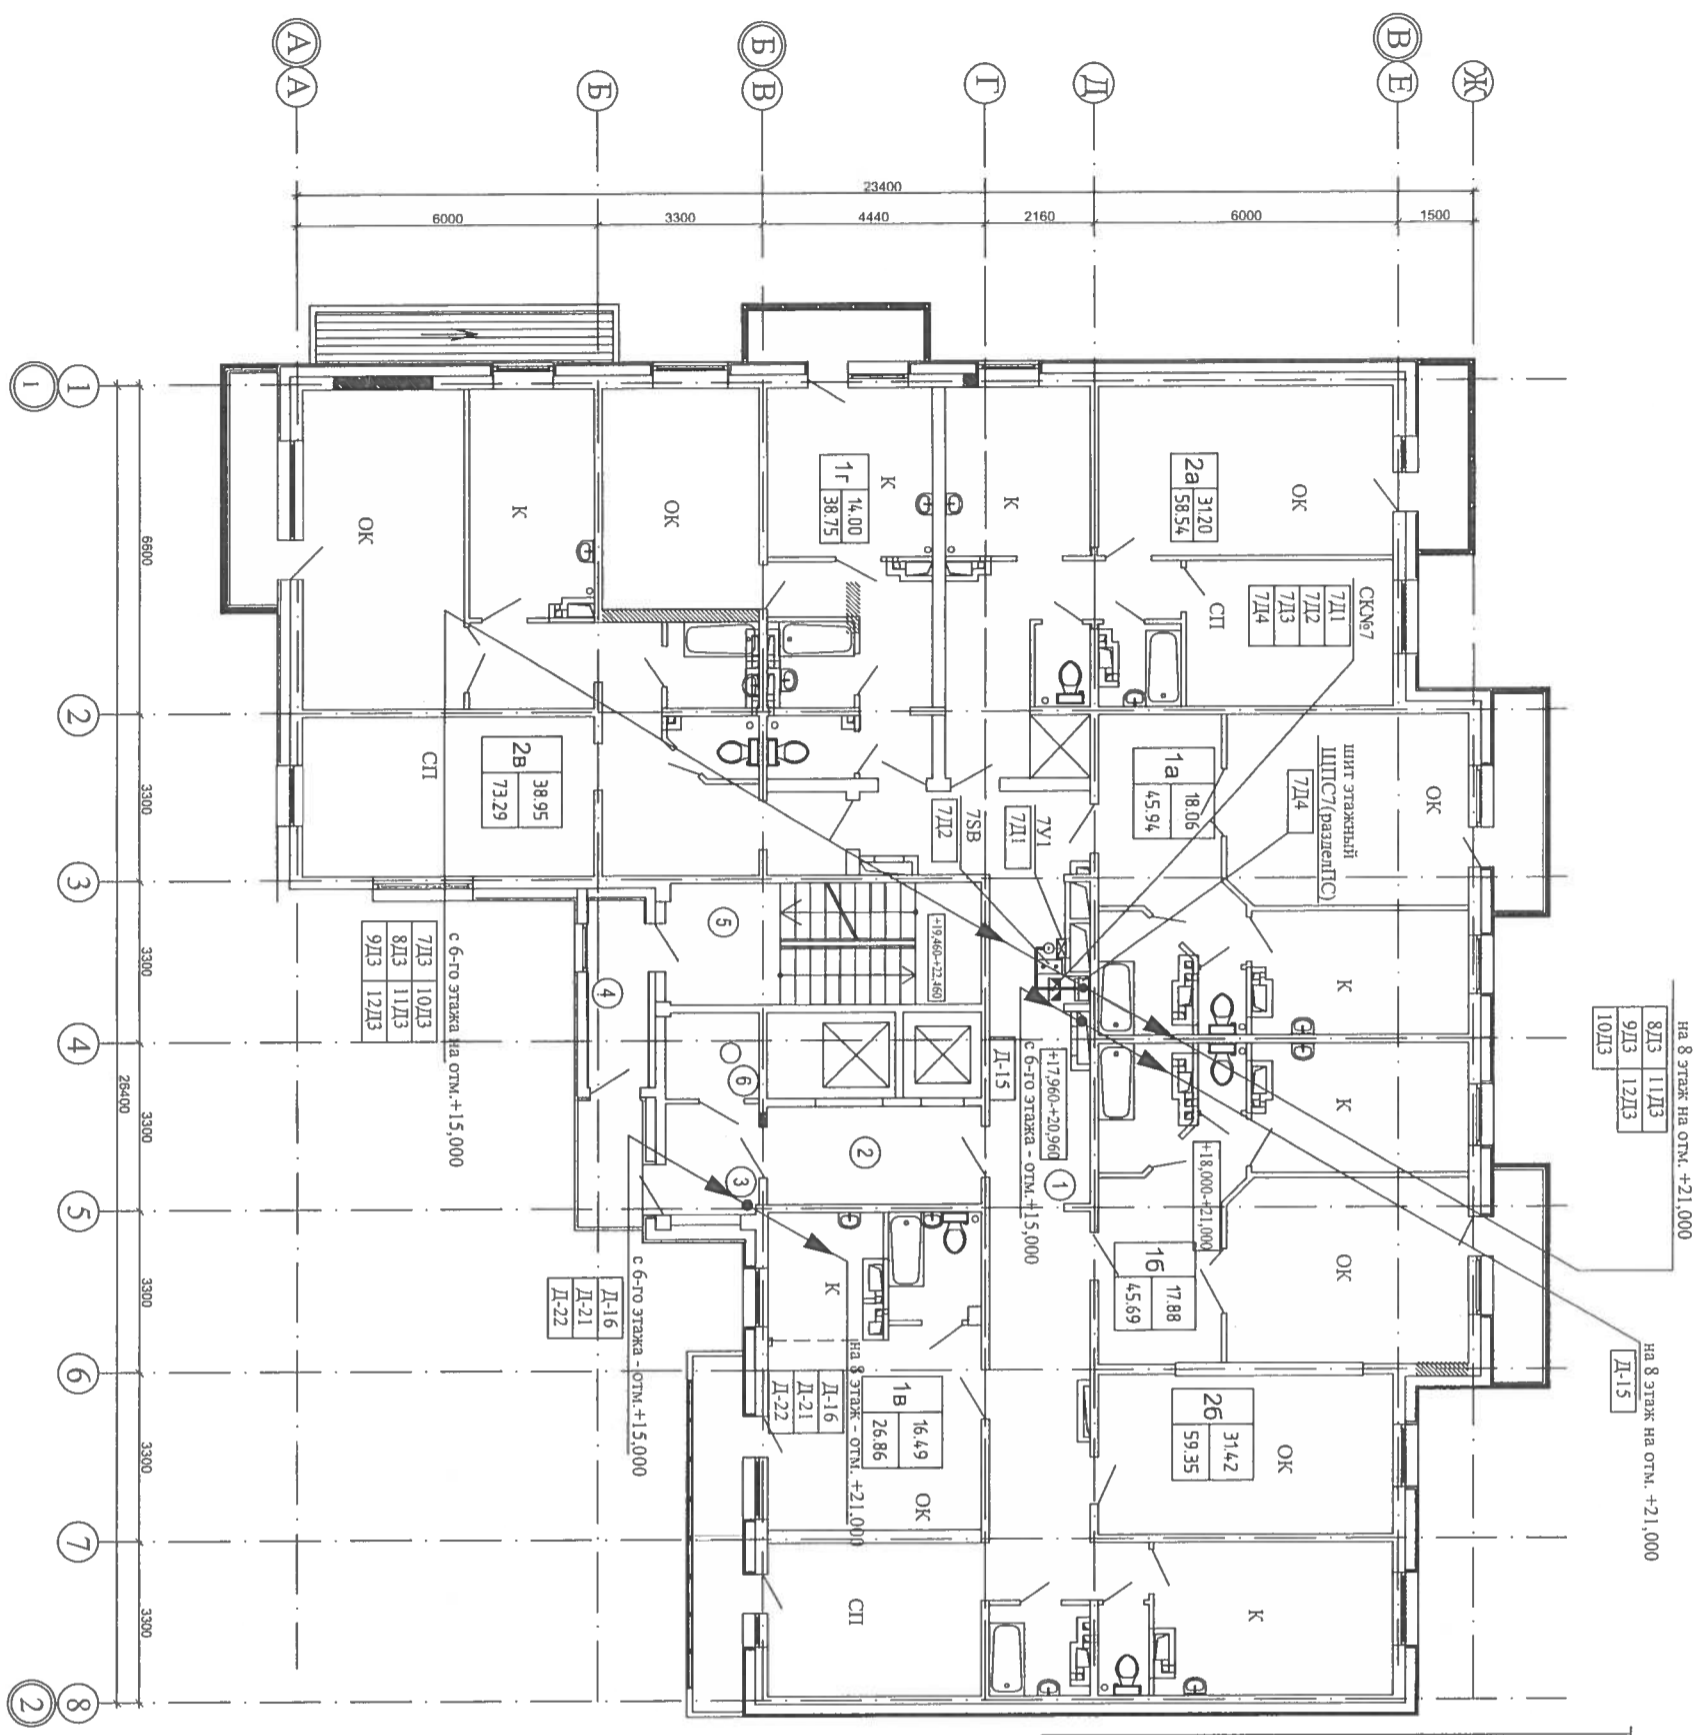 А
А
Б
Б
В
Г
Д
В
Е
Ж
23400
6000
3300
4440
2160
6000
1500
1
1
2
3
4
5
6
7
8
2
6600
3300
3300
3300
3300
3300
3300
26400
ОК
К
ОК
К
К
ОК
1г
14.00
38.75
2а
31.20
58.54
СП
СК№7
7Д1
7Д2
7Д3
7Д4
СП
2в
38.95
73.29
1а
18.06
45.94
ОК
щит этажный
ЩПС7(разделПС)
7Д4
7SB
7Д2
7У1
7Д1
5
+19,460-+22,460
4
6
2
3
1
с 6-го этажа на отм.+15,000
7Д3
10Д3
8Д3
11Д3
9Д3
12Д3
Д-15
с 6-го этажа - отм.+15,000
+17,960-+20,960
К
К
+18,000-+21,000
на 8 этаж на отм. +21,000
8Д3
11Д3
9Д3
12Д3
10Д3
1б
17.88
45.69
ОК
с 6-го этажа - отм.+15,000
Д-16
Д-21
Д-22
К
на 8 этаж - отм. +21,000
Д-16
Д-21
Д-22
1в
16.49
26.86
ОК
2б
31.42
59.35
ОК
на 8 этаж на отм. +21,000
Д-15
СП
К